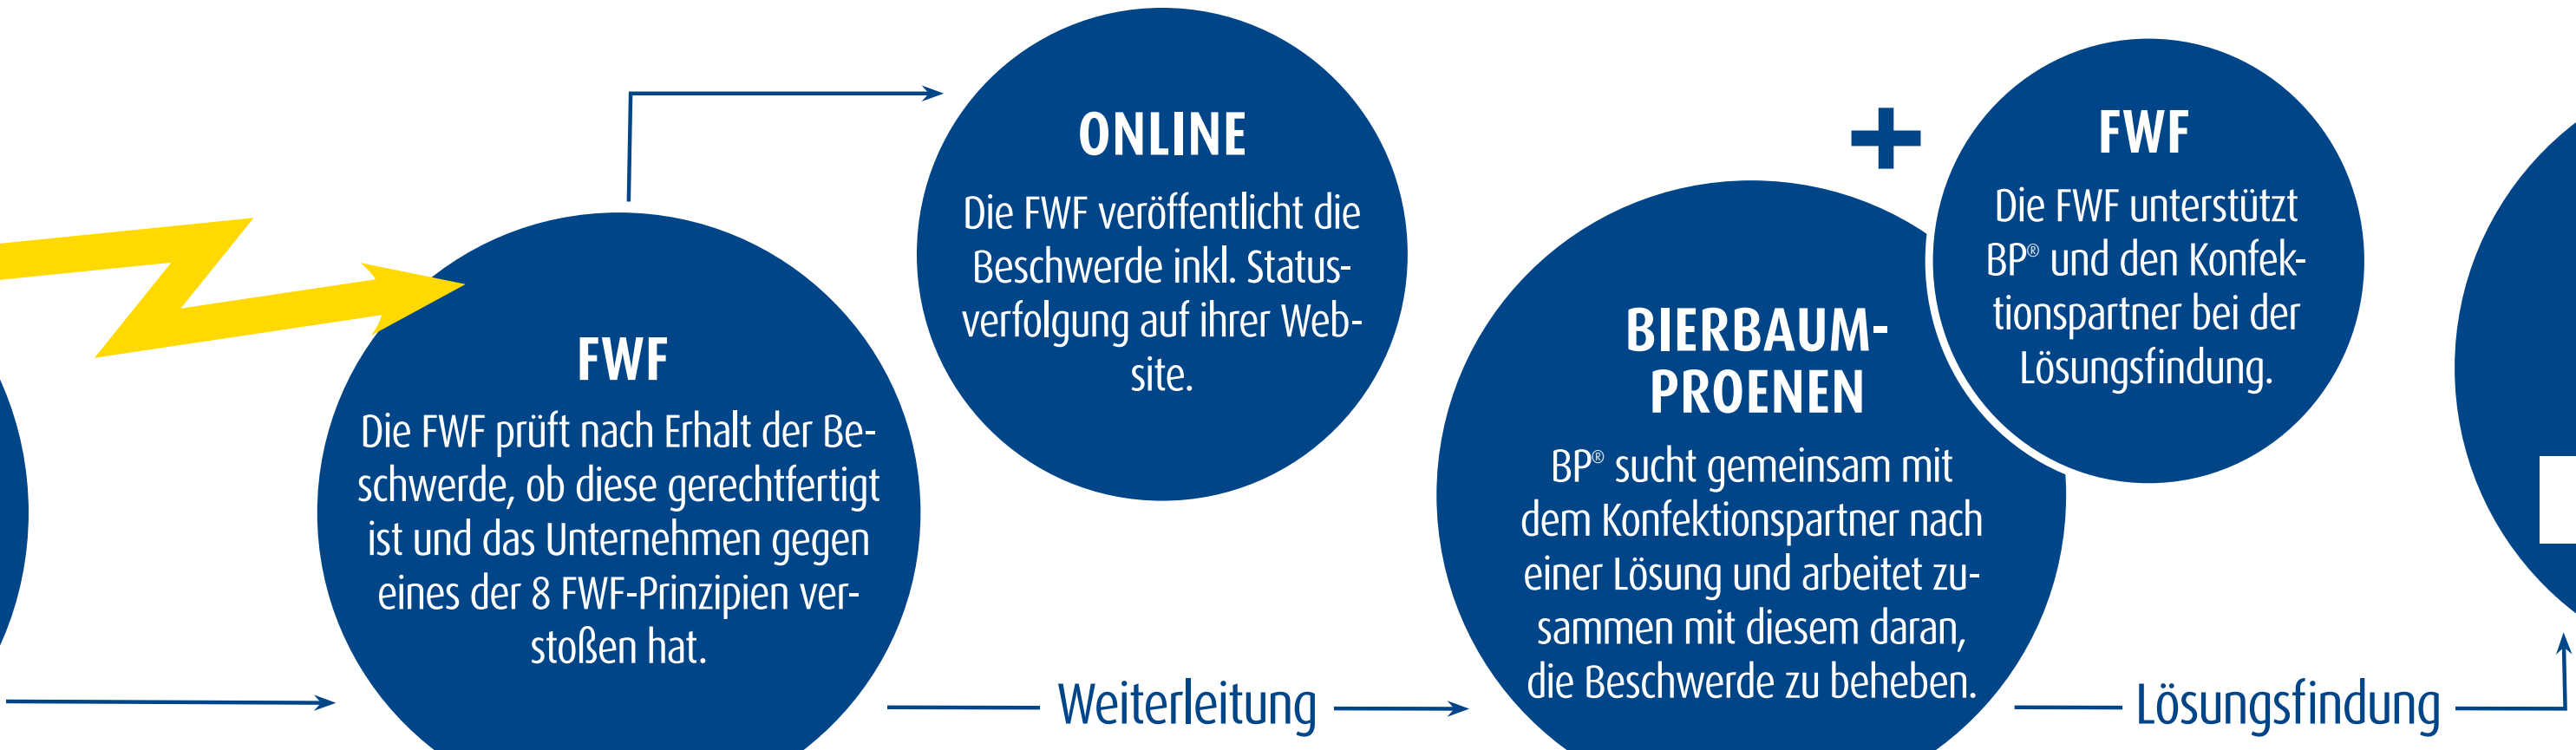 FWF
Die FWF prüft nach Erhalt der Be-
schwerde, ob diese gerechtfertigt
ist und das Unternehmen gegen
eines der 8 FWF-Prinzipien ver-
stoßen hat.
ONLINE
Die FWF veröffentlicht die
Beschwerde inkl. Status-
verfolgung auf ihrer Web-
site.
Weiterleitung
BIERBAUM-
PROENEN
BP® sucht gemeinsam mit
dem Konfektionspartner nach
einer Lösung und arbeitet zu-
sammen mit diesem daran,
die Beschwerde zu beheben.
+
FWF
Die FWF unterstützt
BP® und den Konfek-
tionspartner bei der
Lösungsfindung.
Lösungsfindung